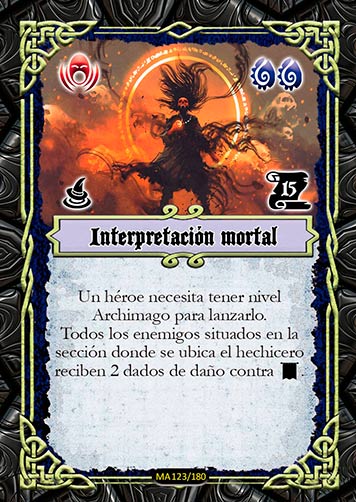 15
Interpretación mortal
Un héroe necesita tener nivel
Archimago para lanzarlo.
Todos los enemigos situados en la
sección donde se ubica el hechicero
reciben 2 dados de daño contra .
MA123/180